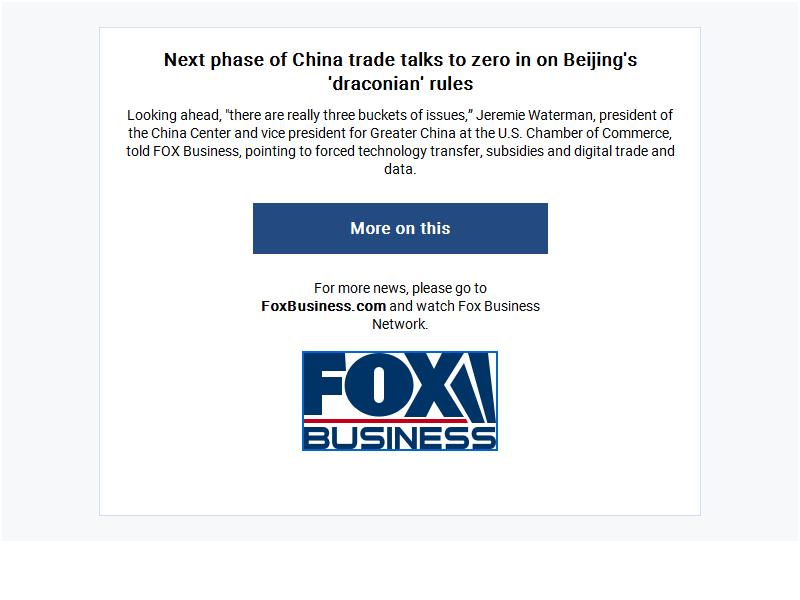 Next phase of China trade talks to zero in on Beijing's
'draconian' rules
Looking ahead, "there are really three buckets of issues,” Jeremie Waterman, president of
the China Center and vice president for Greater China at the U.S. Chamber of Commerce,
told FOX Business, pointing to forced technology transfer, subsidies and digital trade and
data.
More on this
For more news, please go to
FoxBusiness.com and watch Fox Business
Network.
FOX
BUSINESS